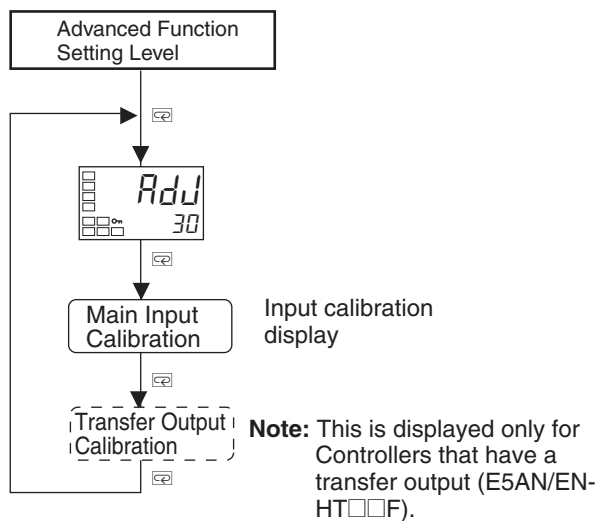 Advanced Function
Setting Level
AdJ
30
Main Input
Calibration
Input calibration
display
Transfer Output
Calibration
Note: This is displayed only for
Controllers that have a
transfer output (E5AN/EN-
HT□□F).